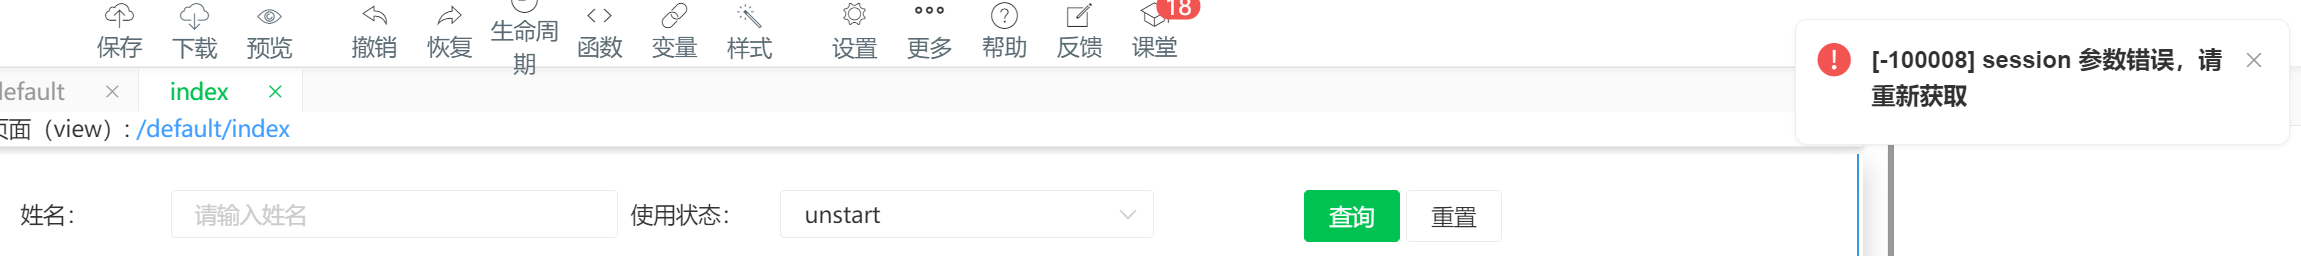 18
保存 下载 预览 撤销 恢复 生命周期 函数 变量 样式 设置 更多 帮助 反馈 课堂
[-100008] session 参数错误，请
重新获取
default × index ×
页面（view）: /default/index
姓名： 请输入姓名 使用状态： unstart 查询 重置